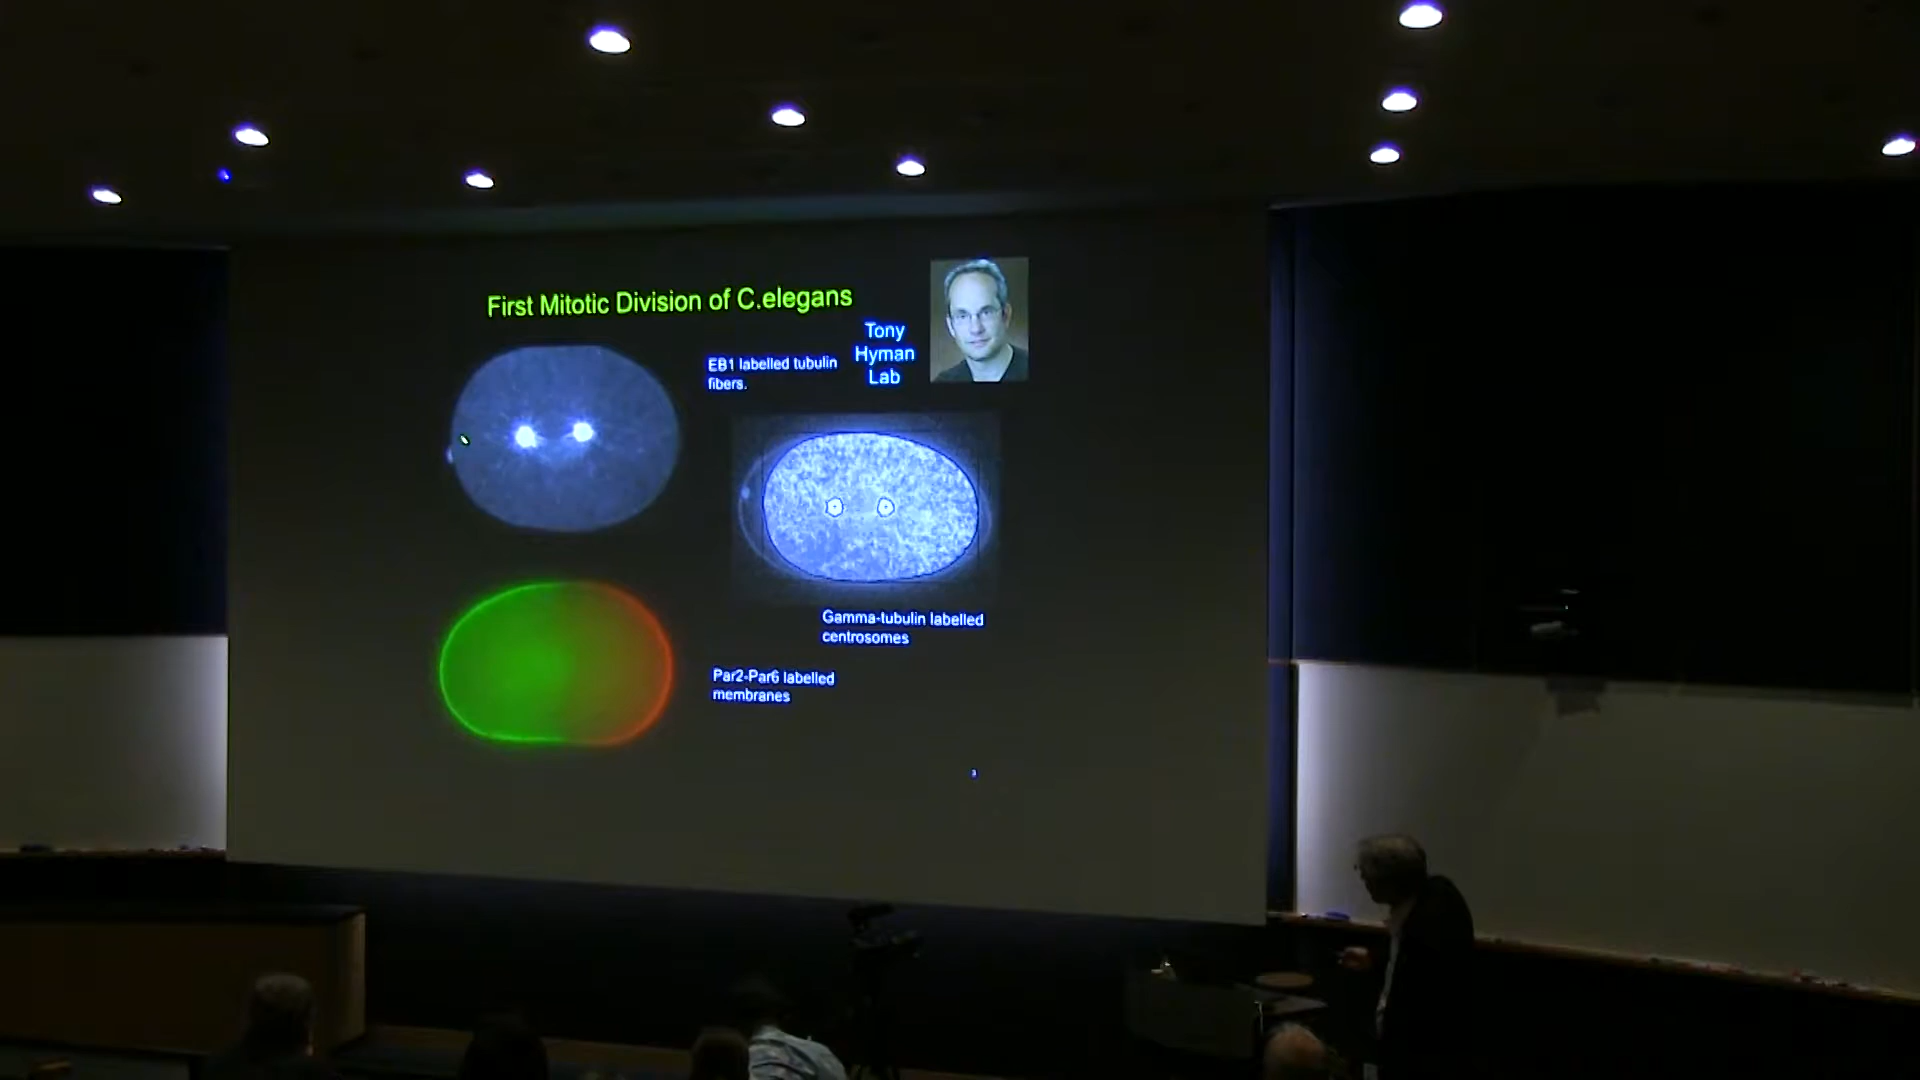 First Mitotic Division of C.elegans
Tony
Hyman
Lab
EB1 labelled tubulin
fibers.
Gamma-tubulin labelled
centrosomes
Par2-Par6 labelled
membranes